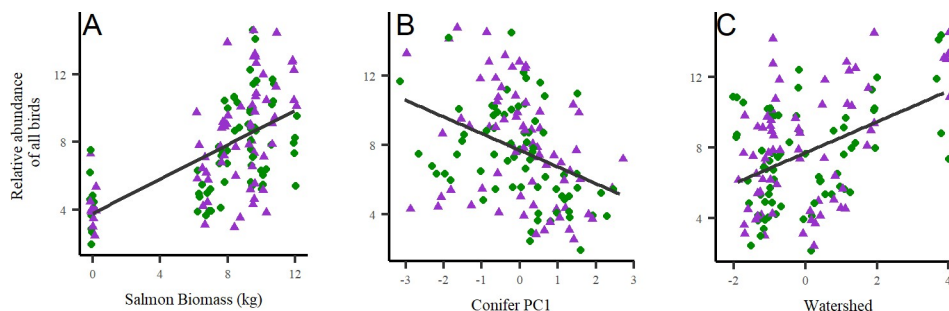 A
B
C
Relative abundance
of all birds
12
8
4
0
4
8
12
Salmon Biomass (kg)
12
8
4
-3
-2
-1
0
1
2
Conifer PC1
12
8
4
-2
0
2
4
Watershed